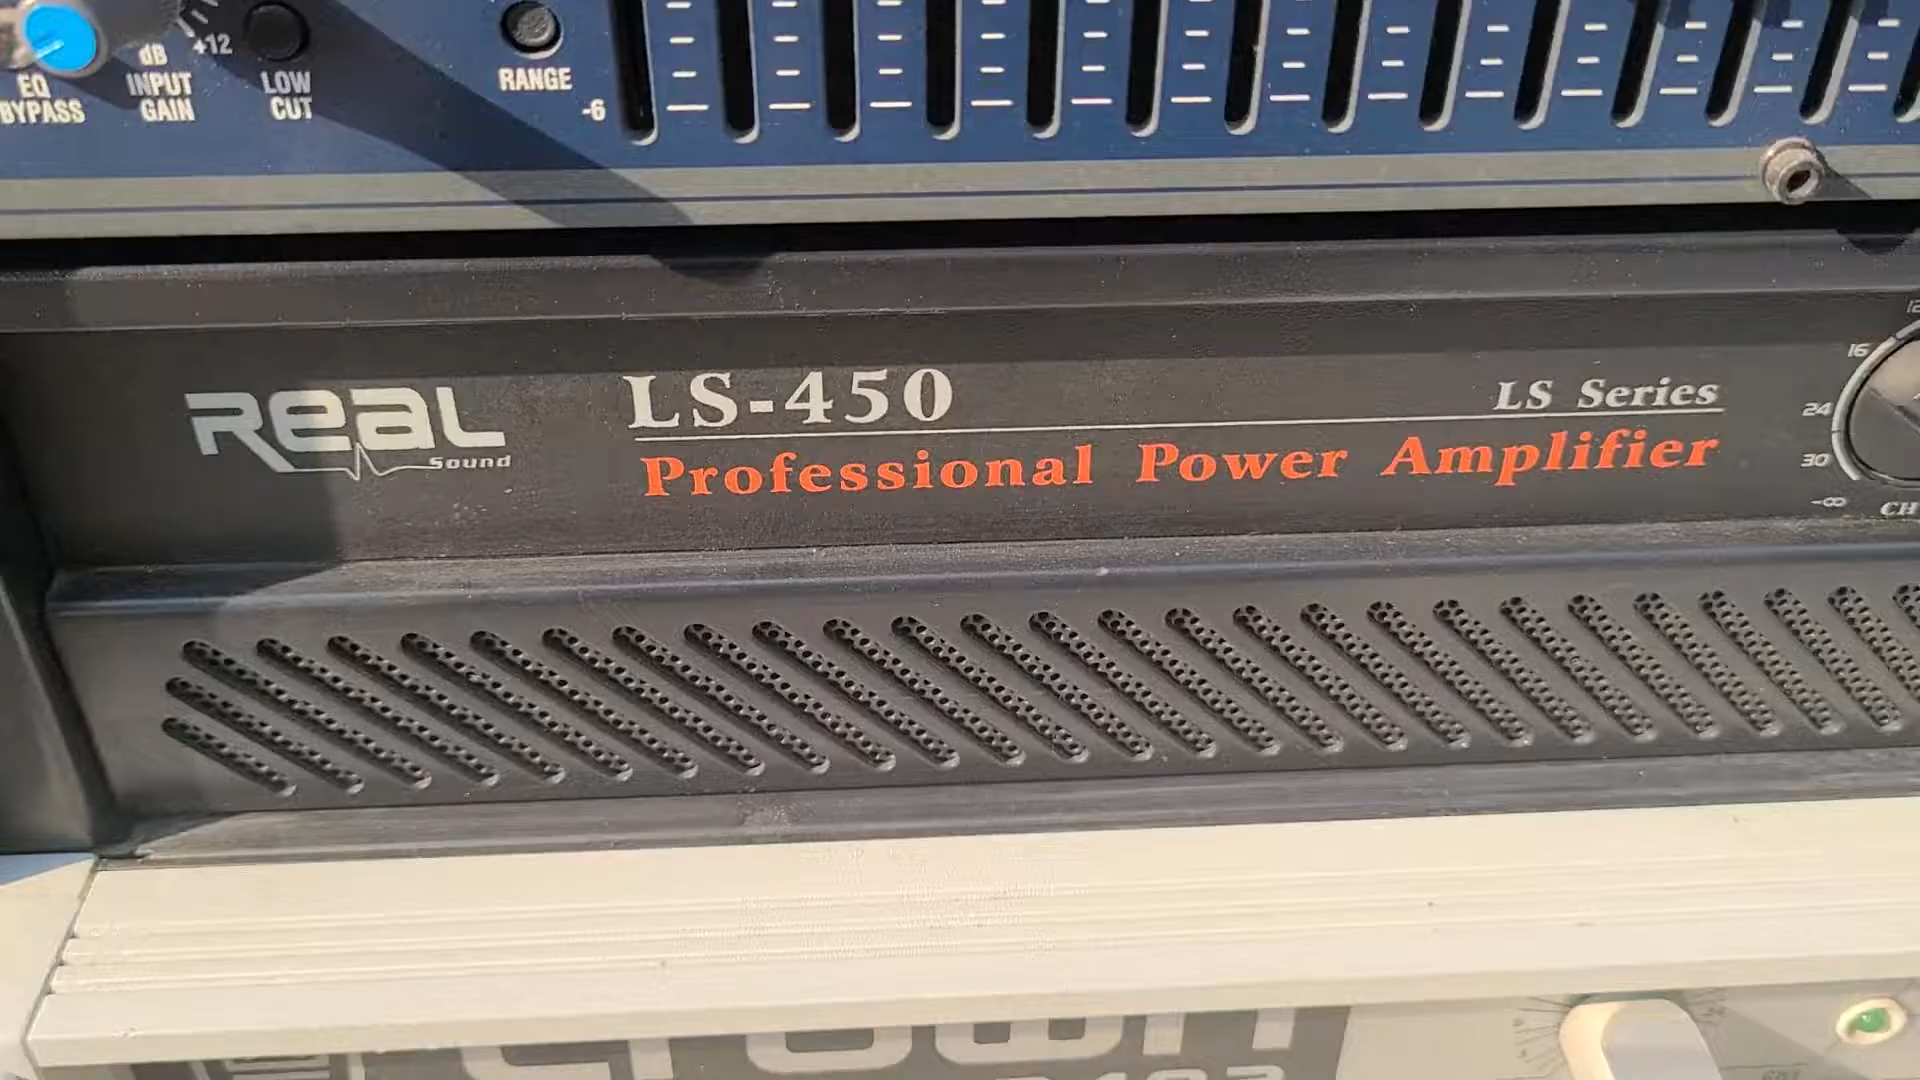 +12
dB
EQ BYPASS
INPUT GAIN
LOW CUT
RANGE
-6
REAL
Sound
LS-450
LS Series
Professional Power Amplifier
16
24
30
-∞
CH
crown